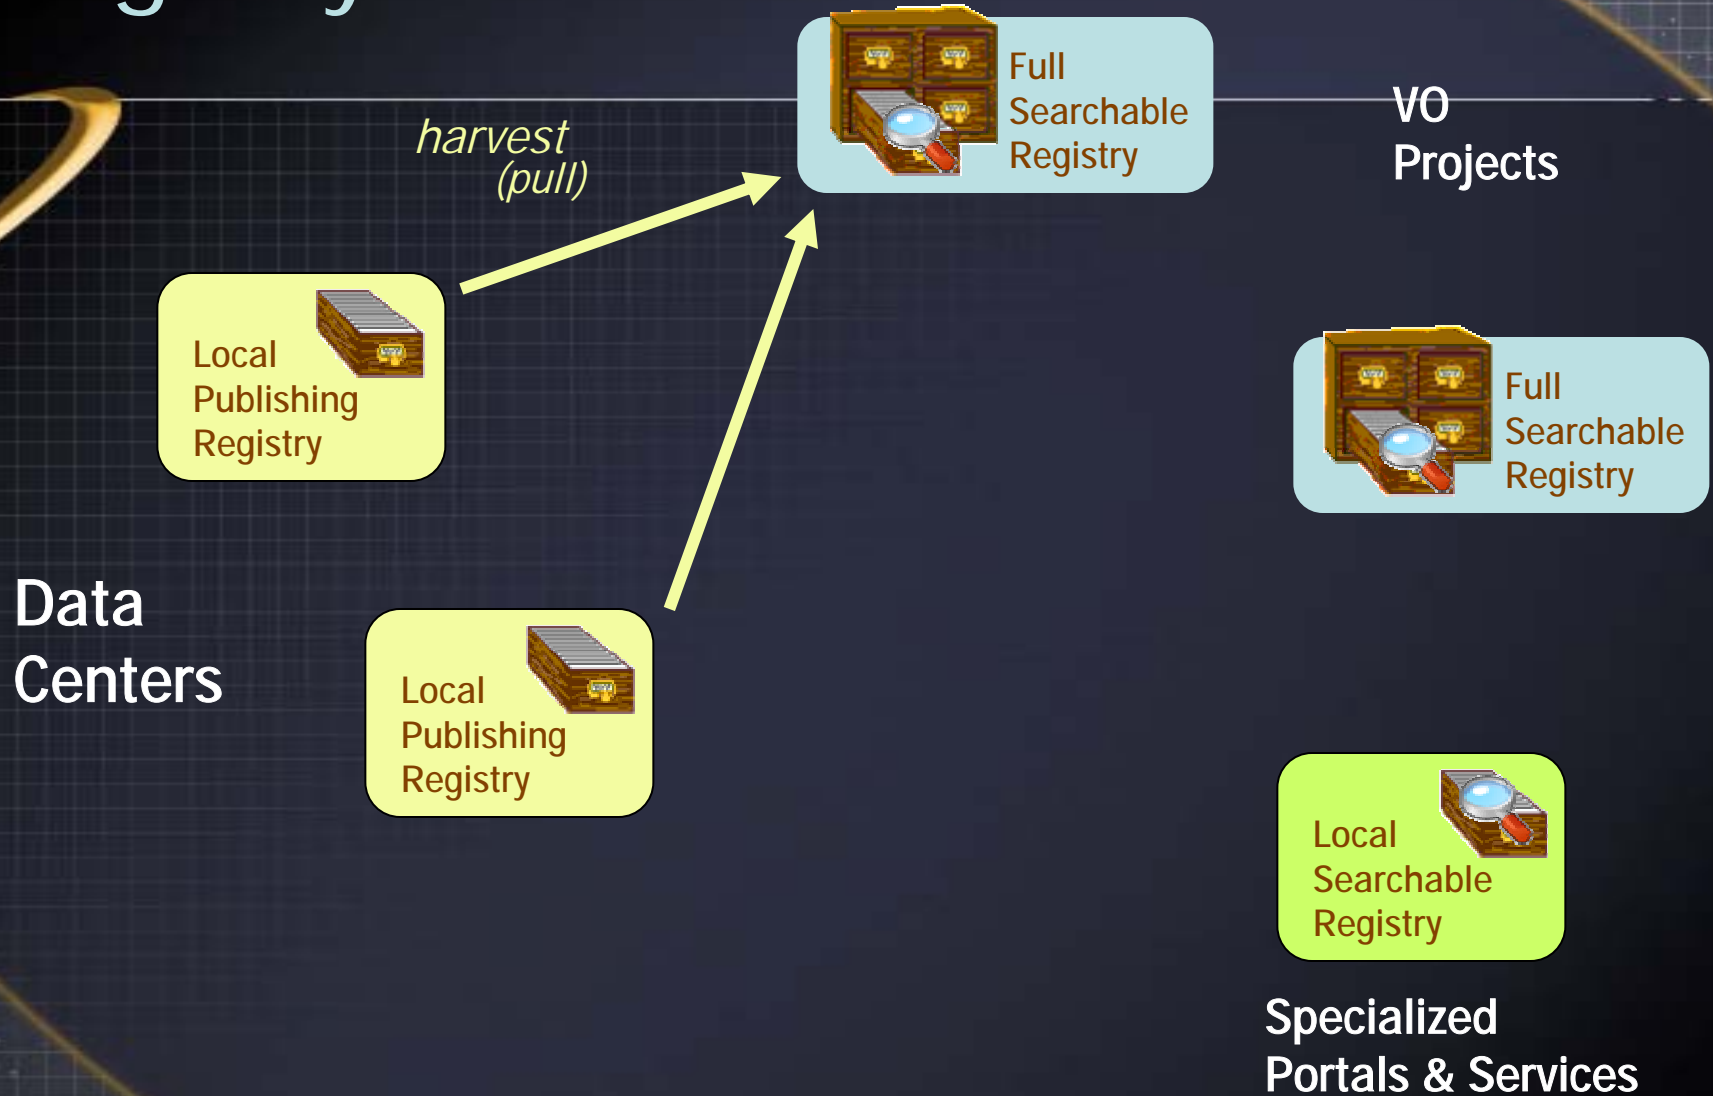 Full
Searchable
Registry
VO
Projects
harvest
(pull)
Local
Publishing
Registry
Full
Searchable
Registry
Data
Centers
Local
Publishing
Registry
Local
Searchable
Registry
Specialized
Portals & Services